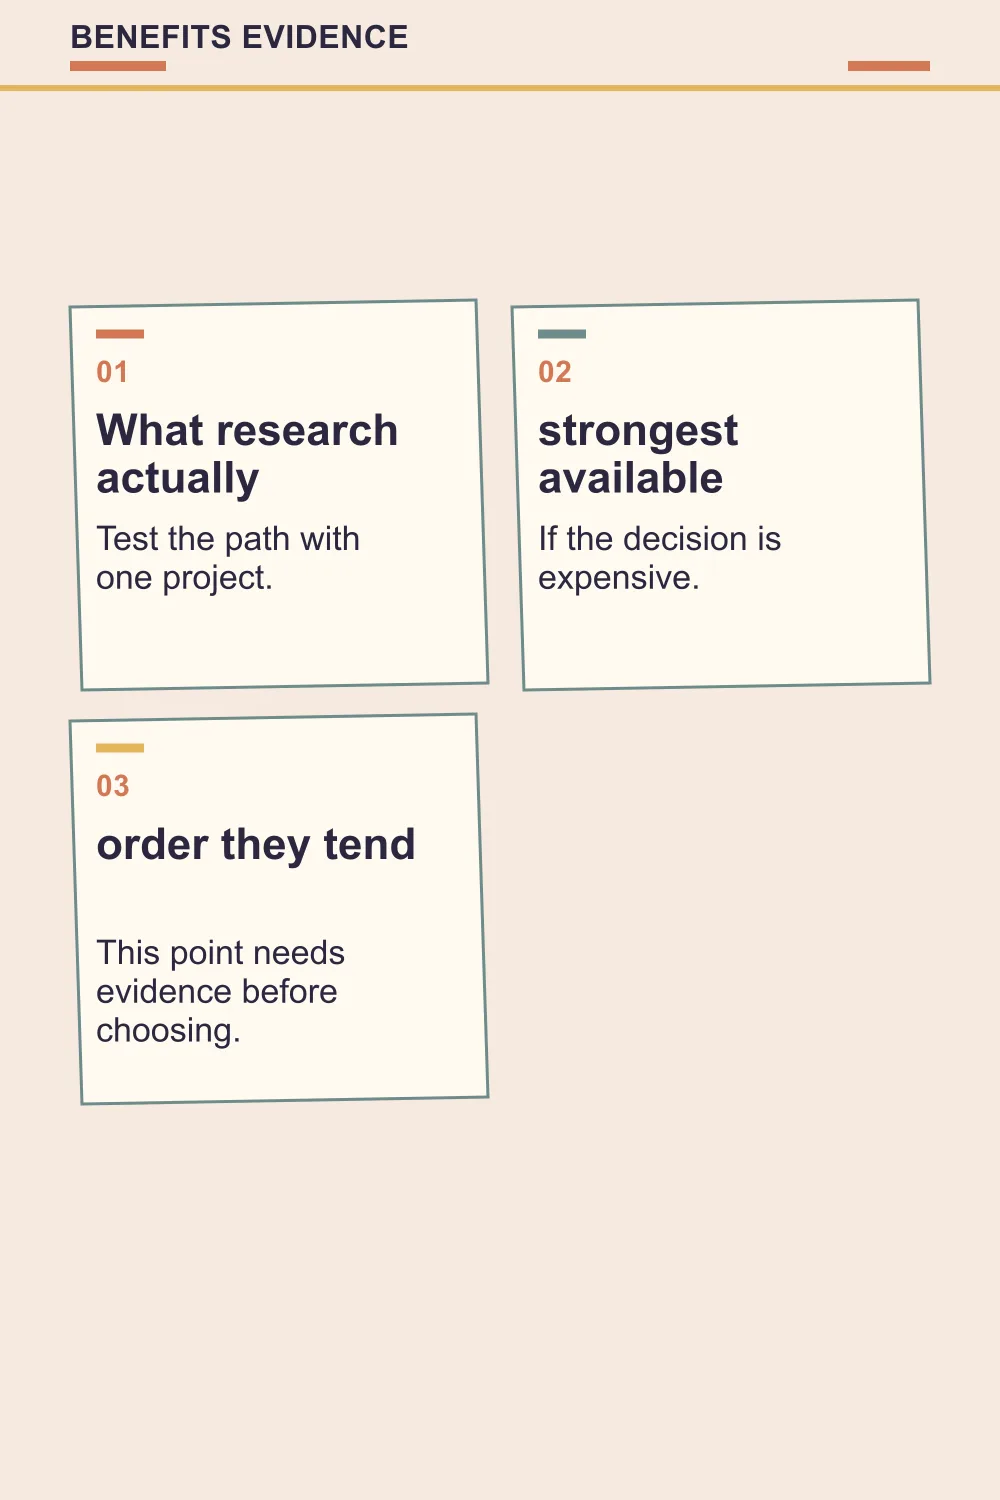 BENEFITS EVIDENCE
01
What research
actually
Test the path with
one project.
02
strongest
available
If the decision is
expensive.
03
order they tend
This point needs
evidence before
choosing.